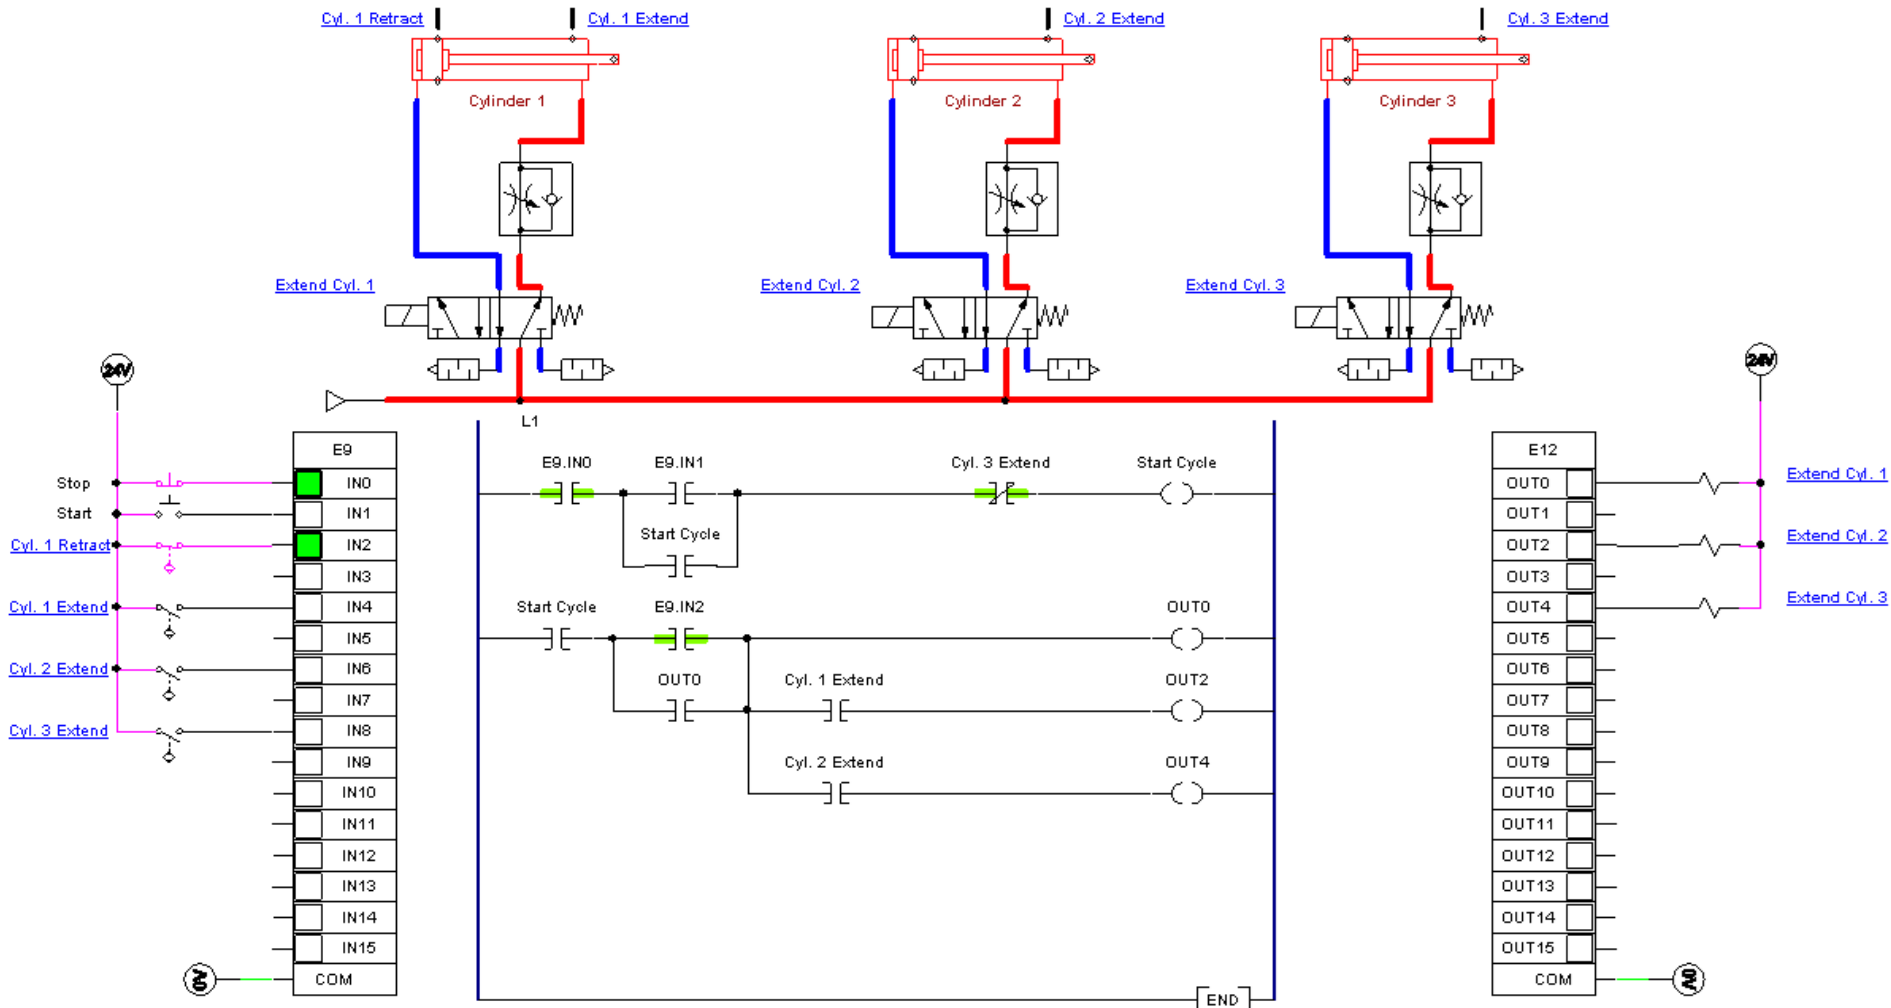 Cyl. 1 Retract Cyl. 1 Extend Cyl. 2 Extend Cyl. 3 Extend
Cylinder 1 Cylinder 2 Cylinder 3
Extend Cyl. 1 Extend Cyl. 2 Extend Cyl. 3
24V 24V
L1
E9
Stop IN0
Start IN1
Cyl. 1 Retract IN2
IN3
Cyl. 1 Extend IN4
IN5
Cyl. 2 Extend IN6
IN7
Cyl. 3 Extend IN8
IN9
IN10
IN11
IN12
IN13
IN14
IN15
0V COM
E9.IN0 E9.IN1 Cyl. 3 Extend Start Cycle
Start Cycle
Start Cycle E9.IN2 OUT0
OUT0 Cyl. 1 Extend OUT2
Cyl. 2 Extend OUT4
END
E12
OUT0 Extend Cyl. 1
OUT1
OUT2 Extend Cyl. 2
OUT3
OUT4 Extend Cyl. 3
OUT5
OUT6
OUT7
OUT8
OUT9
OUT10
OUT11
OUT12
OUT13
OUT14
OUT15
COM 0V